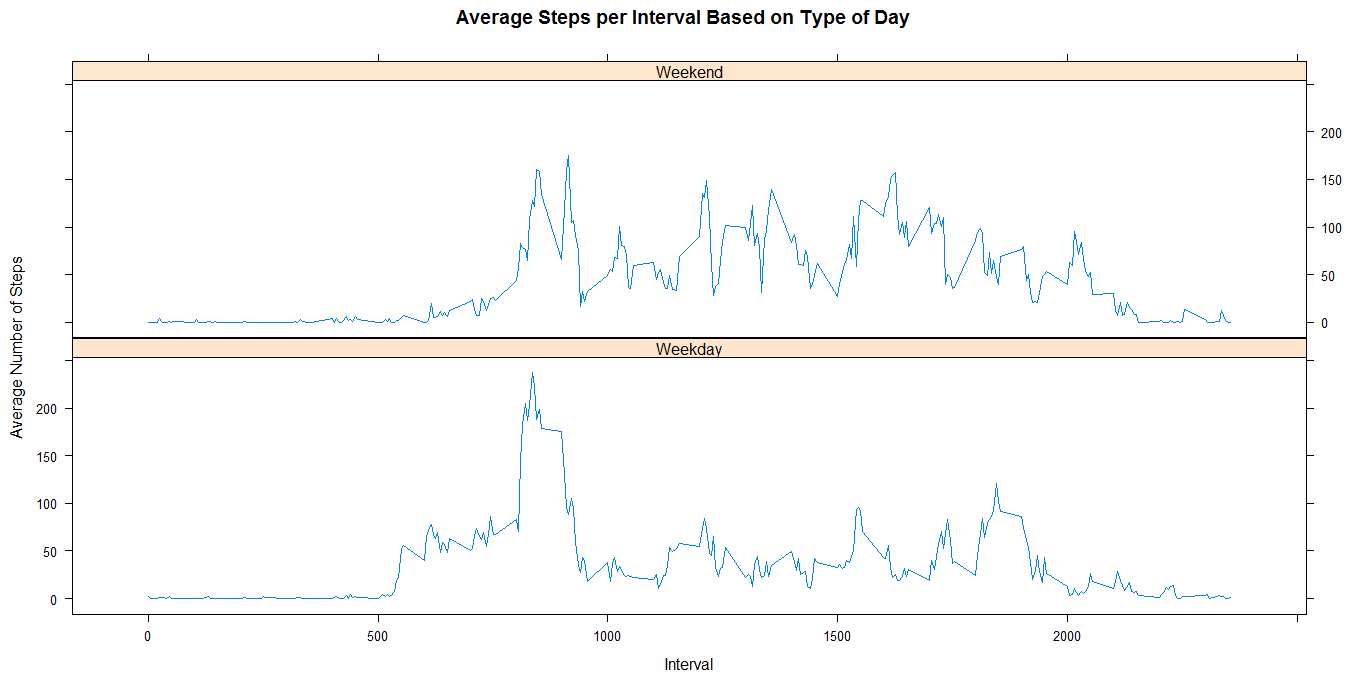 Average Steps per Interval Based on Type of Day
Weekend
200
150
100
50
0
Weekday
200
150
100
50
0
Average Number of Steps
0 500 1000 1500 2000
Interval